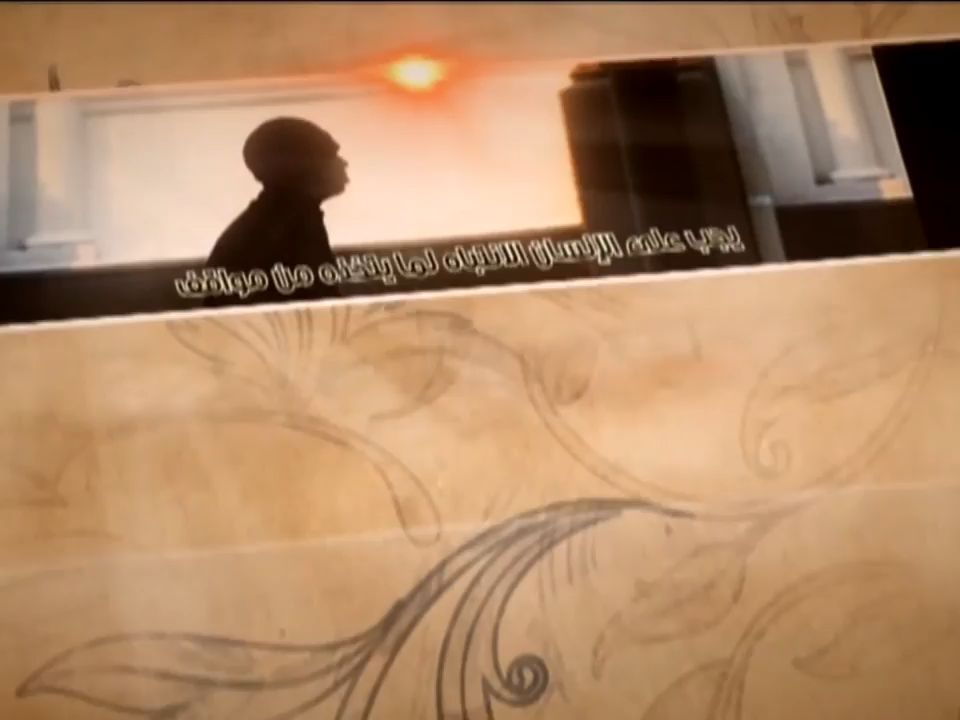 يجب على الإنسان الانتباه لما يتخذه من مواقف